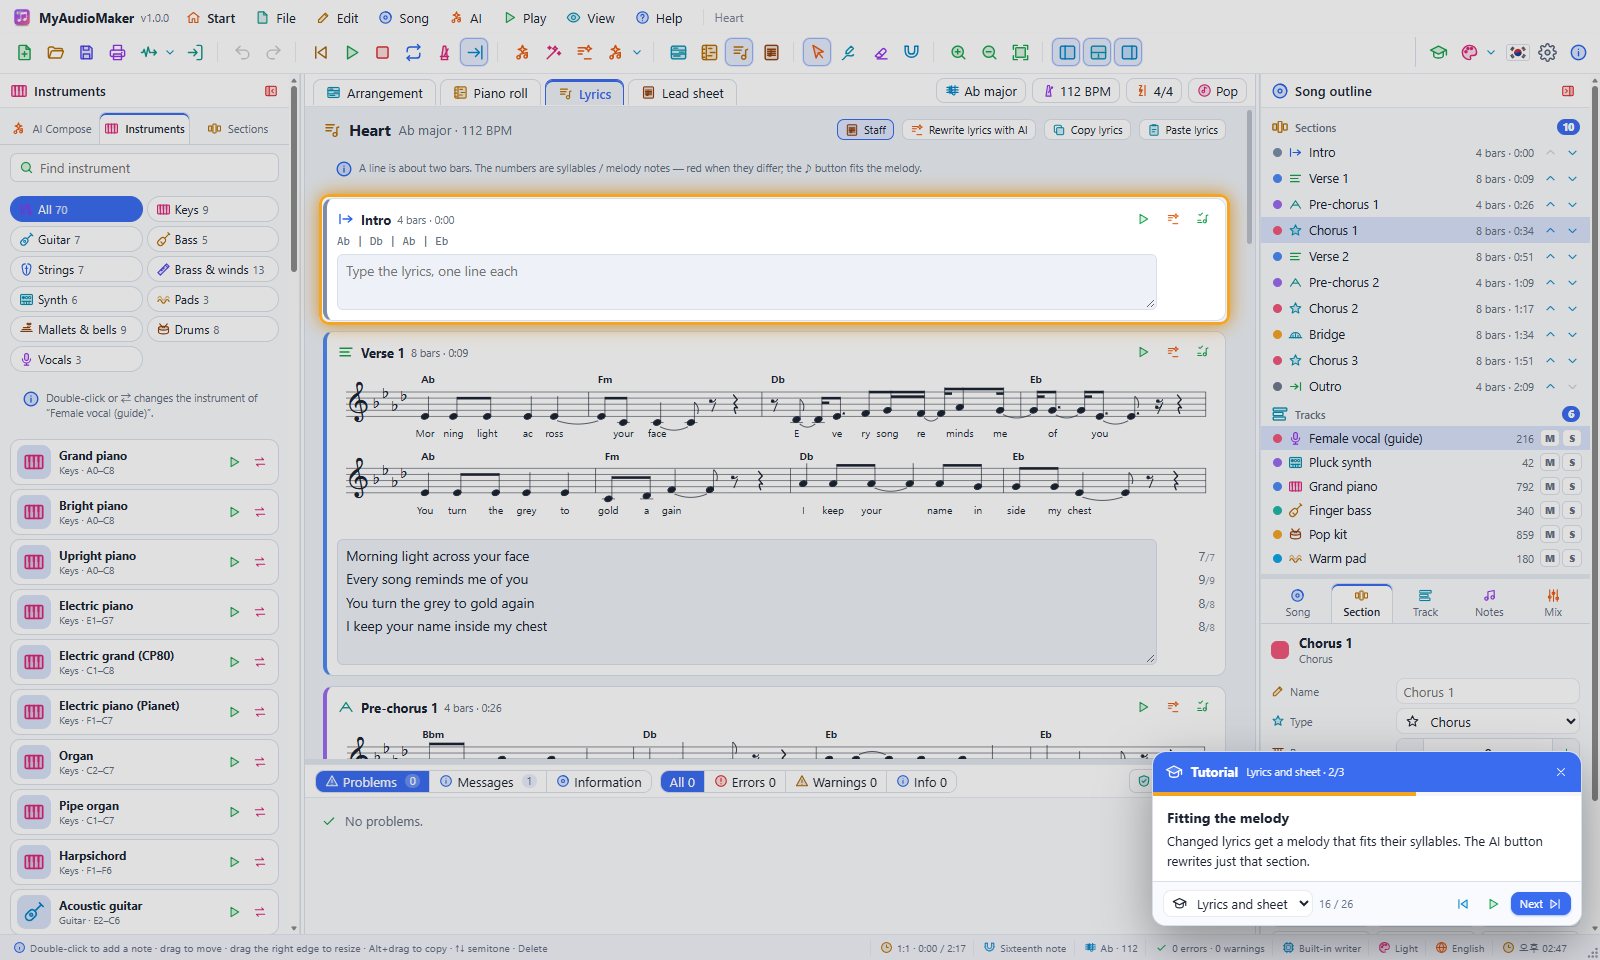 MyAudioMaker v1.0.0 Start File Edit Song AI Play View Help Heart
Instruments
AI Compose Instruments Sections
Find instrument
All 70 Keys 9
Guitar 7 Bass 5
Strings 7 Brass & winds 13
Synth 6 Pads 3
Mallets & bells 9 Drums 8
Vocals 3
Double-click or ⇄ changes the instrument of
"Female vocal (guide)".
Grand piano
Keys · A0–C8
Bright piano
Keys · A0–C8
Upright piano
Keys · A0–C8
Electric piano
Keys · E1–G7
Electric grand (CP80)
Keys · C1–C8
Electric piano (Pianet)
Keys · F1–C7
Organ
Keys · C2–C7
Pipe organ
Keys · C1–C7
Harpsichord
Keys · F1–F6
Acoustic guitar
Guitar · E2–C6
Arrangement Piano roll Lyrics Lead sheet Ab major 112 BPM 4/4 Pop
Heart Ab major · 112 BPM Staff Rewrite lyrics with AI Copy lyrics Paste lyrics
A line is about two bars. The numbers are syllables / melody notes — red when they differ; the ♪ button fits the melody.
Intro 4 bars · 0:00
Ab | Db | Ab | Eb
Type the lyrics, one line each
Verse 1 8 bars · 0:09
Ab Fm Db Eb
Mor ning light ac ross your face E ve ry song re minds me of you
Ab Fm Db Eb
You turn the grey to gold a gain I keep your name in side my chest
Morning light across your face 7/7
Every song reminds me of you 9/9
You turn the grey to gold again 8/8
I keep your name inside my chest 8/8
Pre-chorus 1 4 bars · 0:26
Bbm Db Eb Eb
Problems 0 Messages 1 Information All 0 Errors 0 Warnings 0 Info 0
No problems.
Song outline
Sections 10
Intro 4 bars · 0:00
Verse 1 8 bars · 0:09
Pre-chorus 1 4 bars · 0:26
Chorus 1 8 bars · 0:34
Verse 2 8 bars · 0:51
Pre-chorus 2 4 bars · 1:09
Chorus 2 8 bars · 1:17
Bridge 8 bars · 1:34
Chorus 3 8 bars · 1:51
Outro 4 bars · 2:09
Tracks 6
Female vocal (guide) 216 M S
Pluck synth 42 M S
Grand piano 792 M S
Finger bass 340 M S
Pop kit 859 M S
Warm pad 180 M S
Song Section Track Notes Mix
Chorus 1
Chorus
Name Chorus 1
Type Chorus
Tutorial Lyrics and sheet · 2/3
Fitting the melody
Changed lyrics get a melody that fits their syllables. The AI button
rewrites just that section.
Lyrics and sheet 16 / 26 Next
Double-click to add a note · drag to move · drag the right edge to resize · Alt+drag to copy · ↑↓ semitone · Delete 1:1 · 0:00 / 2:17 Sixteenth note Ab · 112 0 errors · 0 warnings Built-in writer Light English 오후 02:47